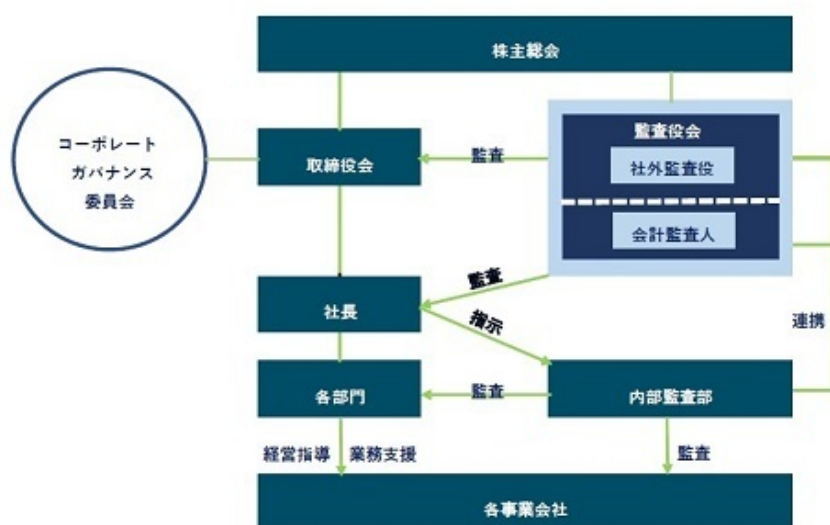 株主総会
コーポレート
ガバナンス
委員会
取締役会
監査
監査役会
社外監査役
会計監査人
監査
社長
指示
連携
各部門
監査
内部監査部
経営指導
業務支援
監査
各事業会社